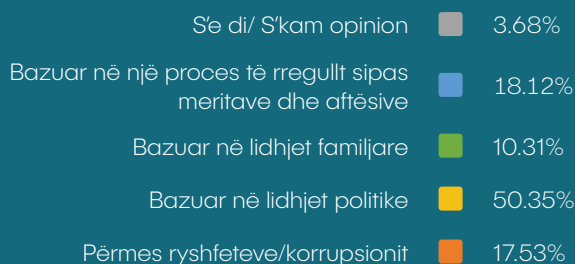 S'e di/ S'kam opinion 3.68%
Bazuar në një proces të rregullt sipas
meritave dhe aftësive 18.12%
Bazuar në lidhjet familjare 10.31%
Bazuar në lidhjet politike 50.35%
Përmes ryshfeteve/korrupsionit 17.53%